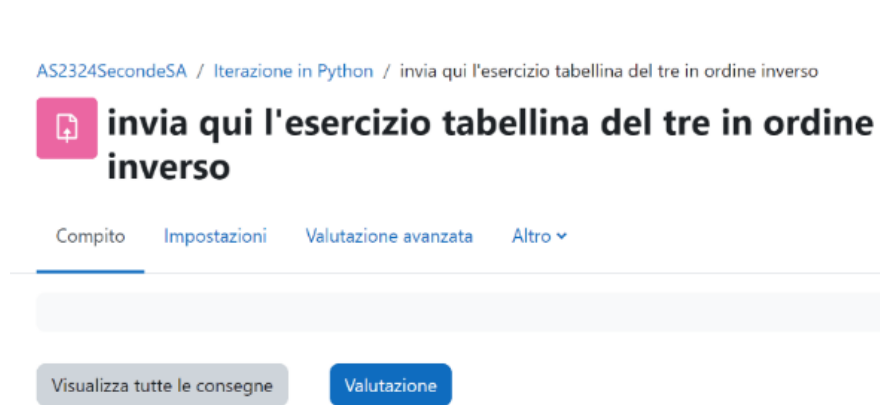 AS2324SecondeSA / Iterazione in Python / invia qui l'esercizio tabellina del tre in ordine inverso
invia qui l'esercizio tabellina del tre in ordine
inverso
Compito Impostazioni Valutazione avanzata Altro
Visualizza tutte le consegne Valutazione